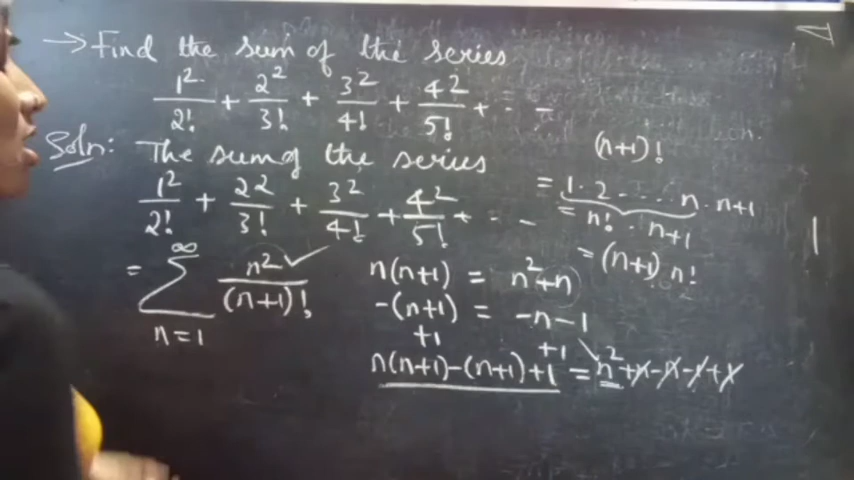 → Find the sum of the series
1²/2! + 2²/3! + 3²/4! + 4²/5! + - - -
Soln: The sum of the series
1²/2! + 2²/3! + 3²/4! + 4²/5! + - - -
= ∑_{n=1}^{∞} n²/(n+1)! ✓
n(n+1) = n²+n
-(n+1) = -n-1
+1 +1
n(n+1)-(n+1)+1 = n²+n-n-1+1
(n+1)!
= 1·2 - - - - n · n+1
= n! · n+1
= (n+1) n!